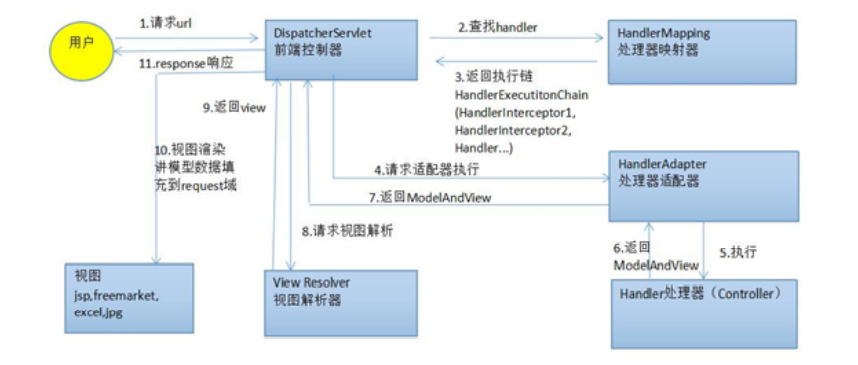 1.请求url
用户
DispatcherServlet
前端控制器
2.查找handler
HandlerMapping
处理器映射器
11.response响应
3.返回执行链
HandlerExecutitonChain
(HandlerInterceptor1,
HandlerInterceptor2,
Handler...)
9.返回view
10.视图渲染
讲模型数据填
充到request域
4.请求适配器执行
HandlerAdapter
处理器适配器
7.返回ModelAndView
8.请求视图解析
6.返回
ModelAndView
5.执行
视图
jsp,freemarket,
excel,jpg
View Resolver
视图解析器
Handler处理器（Controller）